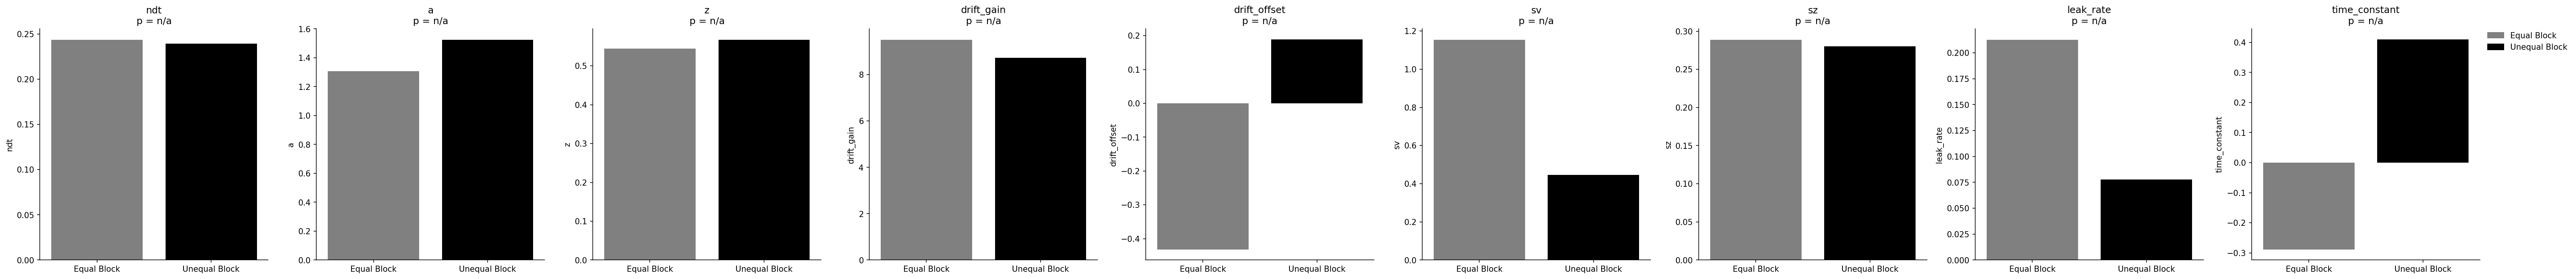 ndt
p = n/a
0.25
0.20
0.15
0.10
0.05
0.00
ndt
Equal Block
Unequal Block
a
p = n/a
1.6
1.4
1.2
1.0
0.8
0.6
0.4
0.2
0.0
a
Equal Block
Unequal Block
z
p = n/a
0.5
0.4
0.3
0.2
0.1
0.0
z
Equal Block
Unequal Block
drift_gain
p = n/a
8
6
4
2
0
drift_gain
Equal Block
Unequal Block
drift_offset
p = n/a
0.2
0.1
0.0
−0.1
−0.2
−0.3
−0.4
drift_offset
Equal Block
Unequal Block
sv
p = n/a
1.2
1.0
0.8
0.6
0.4
0.2
0.0
sv
Equal Block
Unequal Block
sz
p = n/a
0.30
0.25
0.20
0.15
0.10
0.05
0.00
sz
Equal Block
Unequal Block
leak_rate
p = n/a
0.200
0.175
0.150
0.125
0.100
0.075
0.050
0.025
0.000
leak_rate
Equal Block
Unequal Block
time_constant
p = n/a
0.4
0.3
0.2
0.1
0.0
−0.1
−0.2
−0.3
time_constant
Equal Block
Unequal Block
Equal Block
Unequal Block